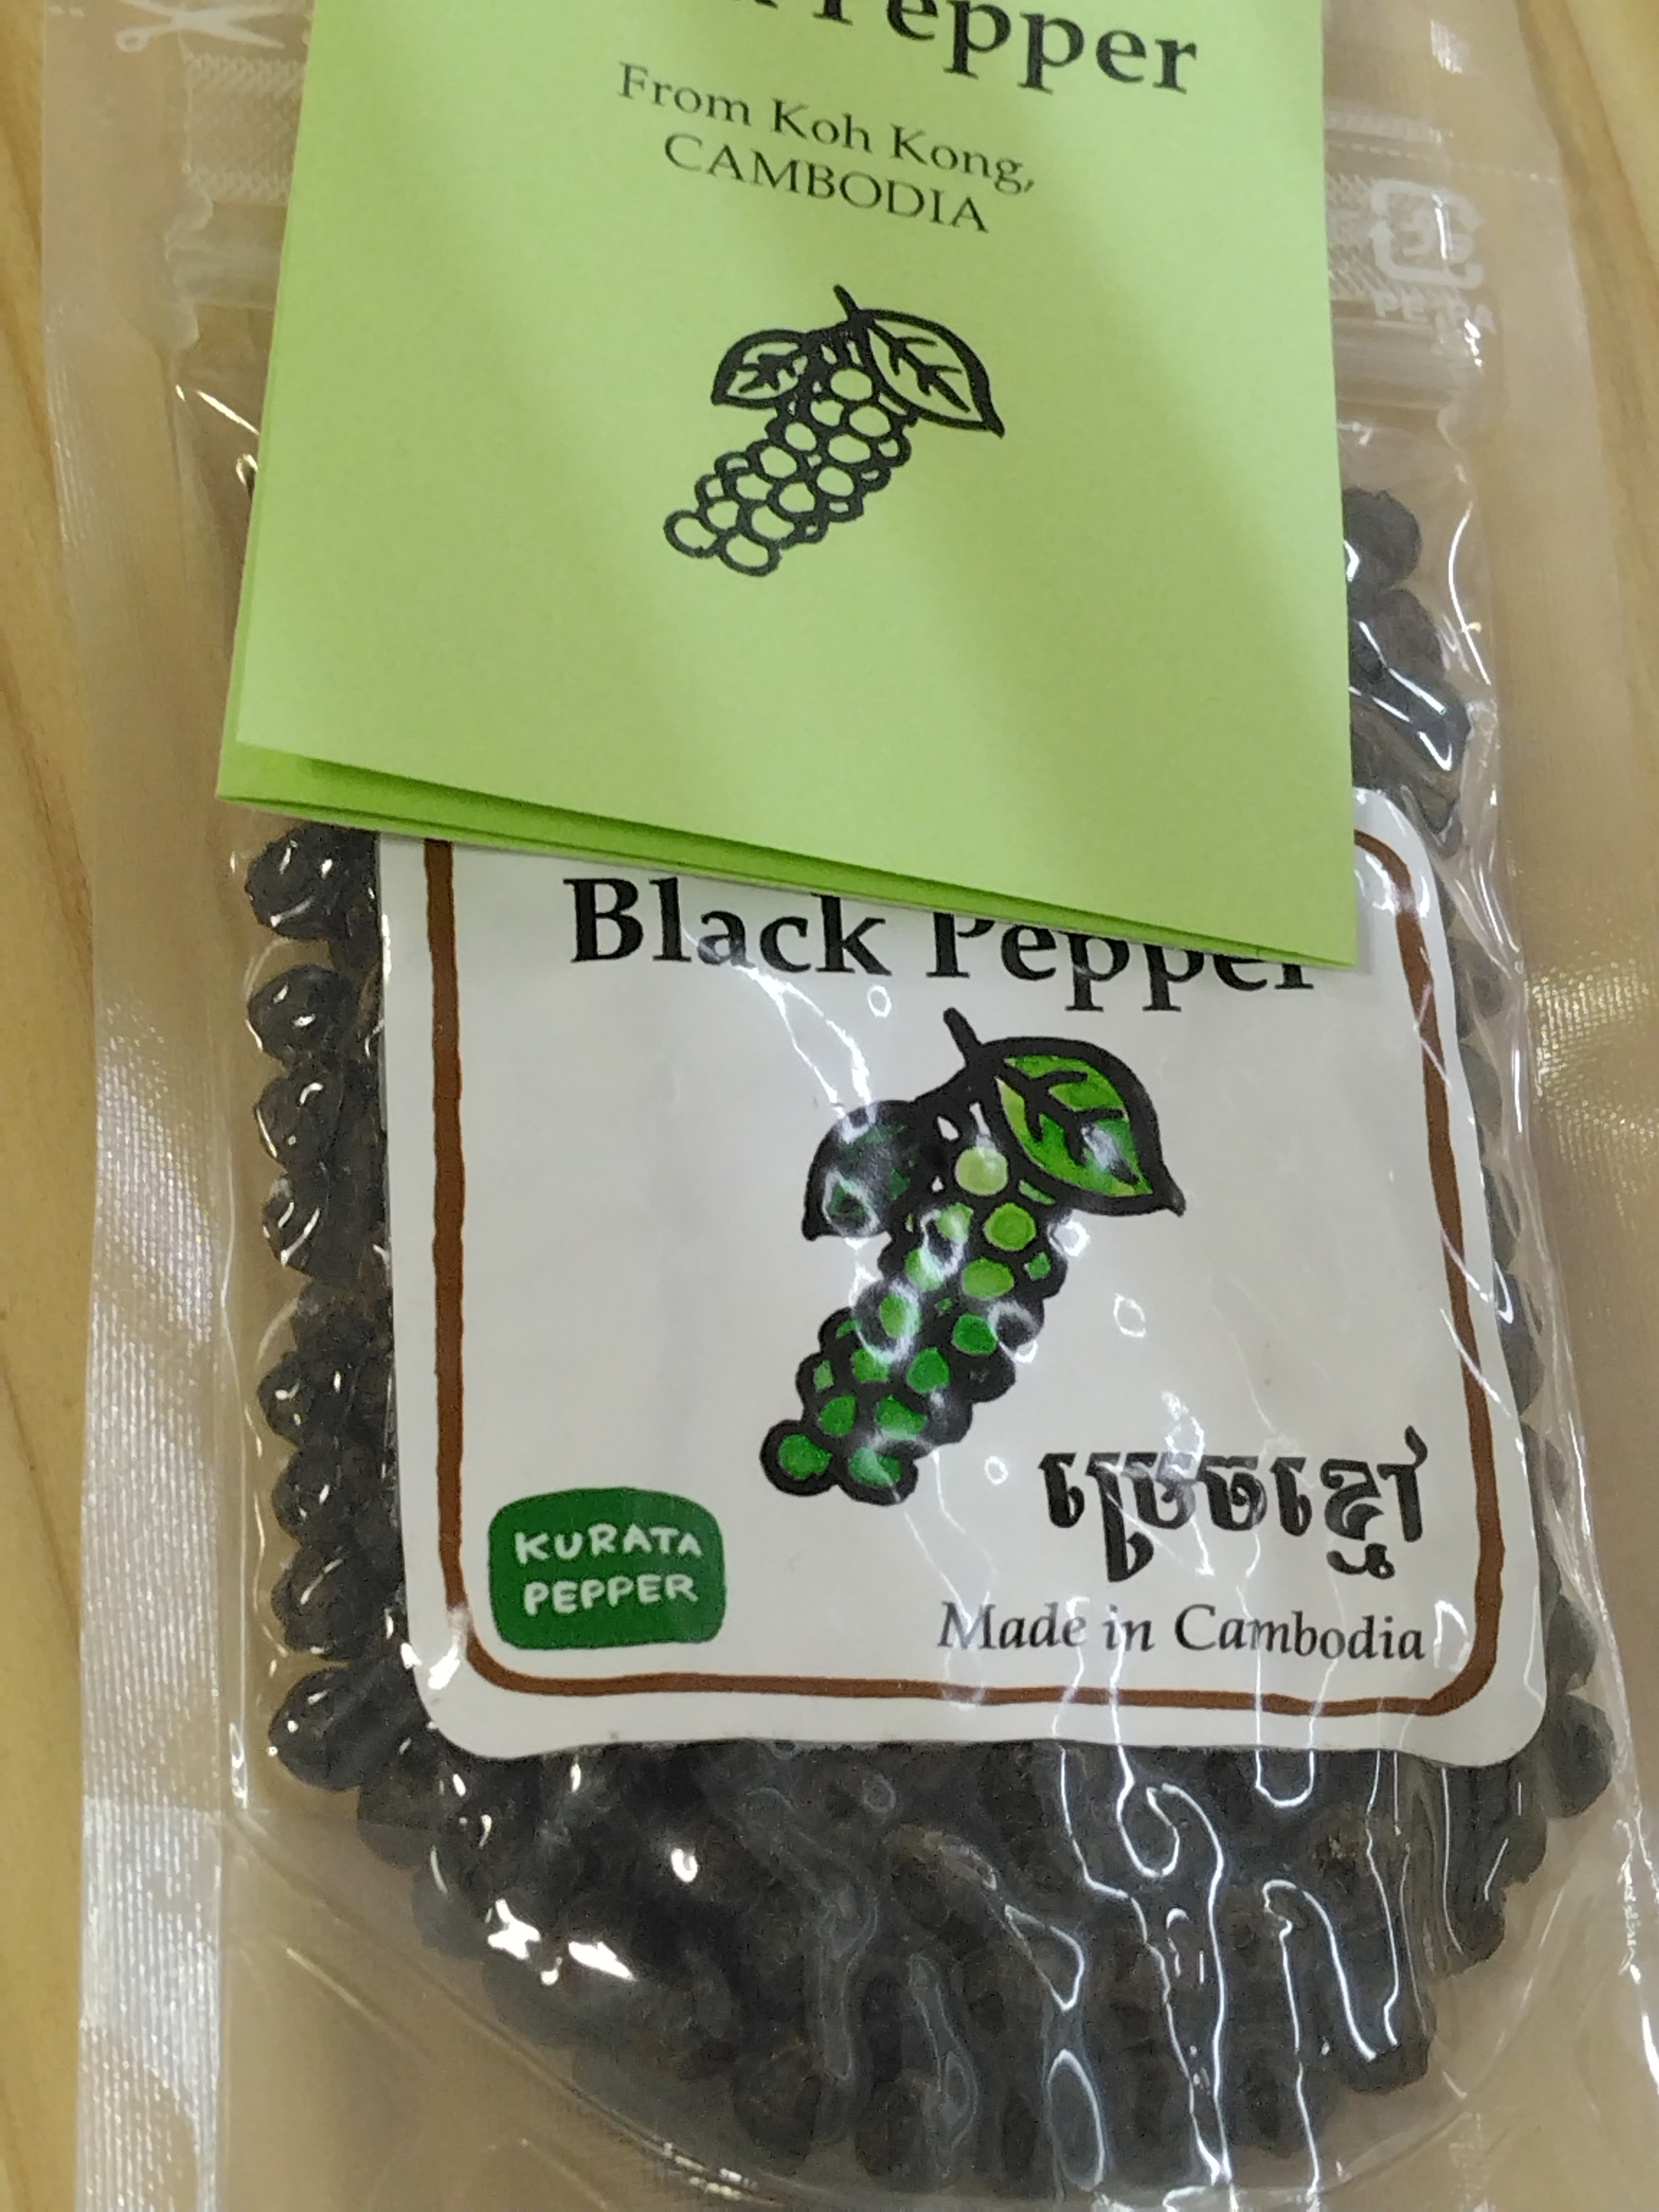 Pepper
From Koh Kong,
CAMBODIA
Black Pepper
ម្រេចខ្មៅ
KURATA
PEPPER
Made in Cambodia